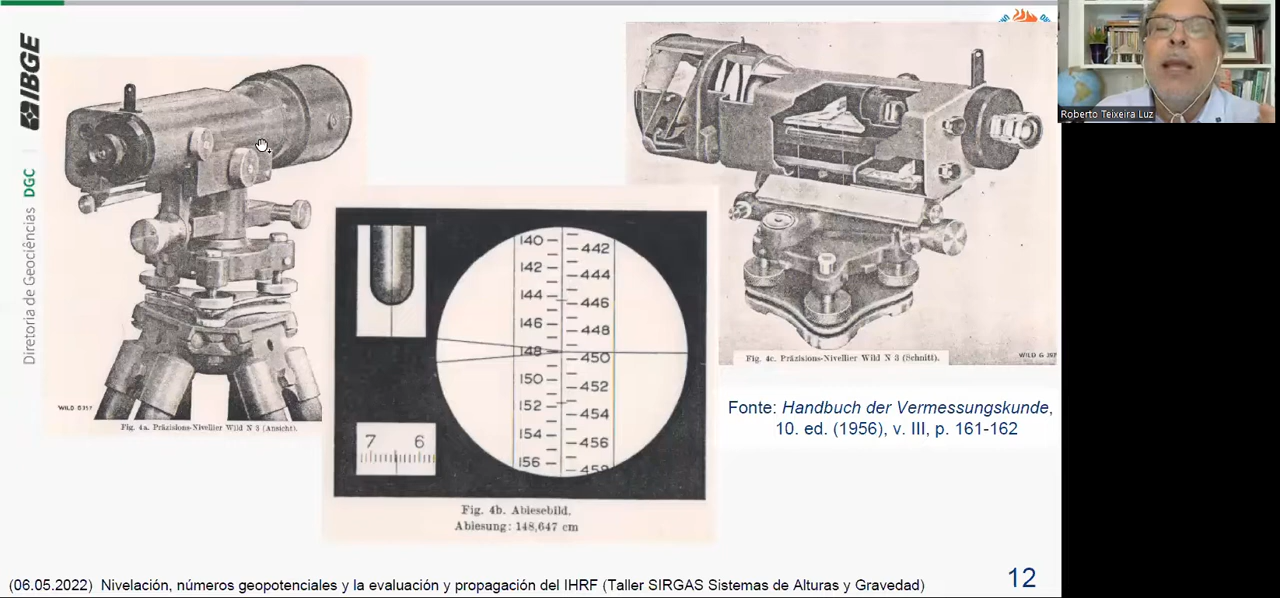 IBGE
Diretoria de Geociências DGC
Roberto Teixeira Luz
Fig. 4a. Präzisions-Nivellier Wild N 3 (Ansicht).
140
142
144
146
148
150
152
154
156
442
444
446
448
450
452
454
456
458
7 6
Fig. 4b. Ablesebild.
Ablesung: 148,647 cm
Fig. 4c. Präzisions-Nivellier Wild N 3 (Schnitt).
Fonte: Handbuch der Vermessungskunde,
10. ed. (1956), v. III, p. 161-162
(06.05.2022) Nivelación, números geopotenciales y la evaluación y propagación del IHRF (Taller SIRGAS Sistemas de Alturas y Gravedad)
12